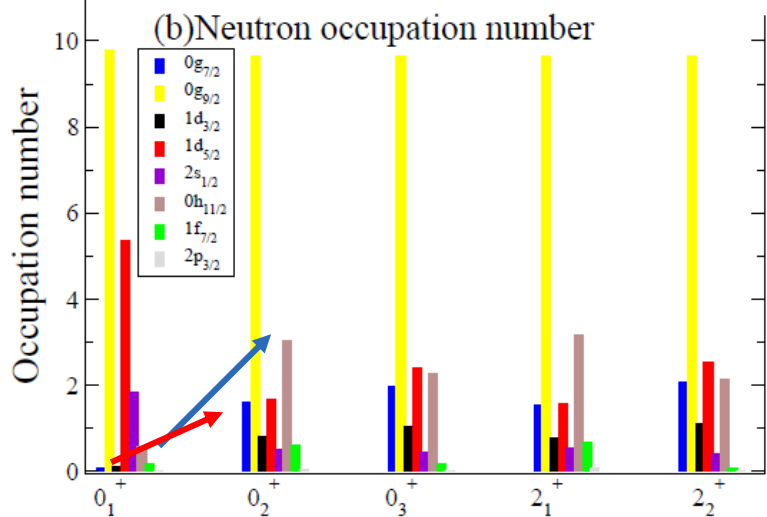 (b)Neutron occupation number
10
8
6
4
2
0
Occupation number
0g7/2
0g9/2
1d3/2
1d5/2
2s1/2
0h11/2
1f7/2
2p3/2
0₁⁺ 0₂⁺ 0₃⁺ 2₁⁺ 2₂⁺